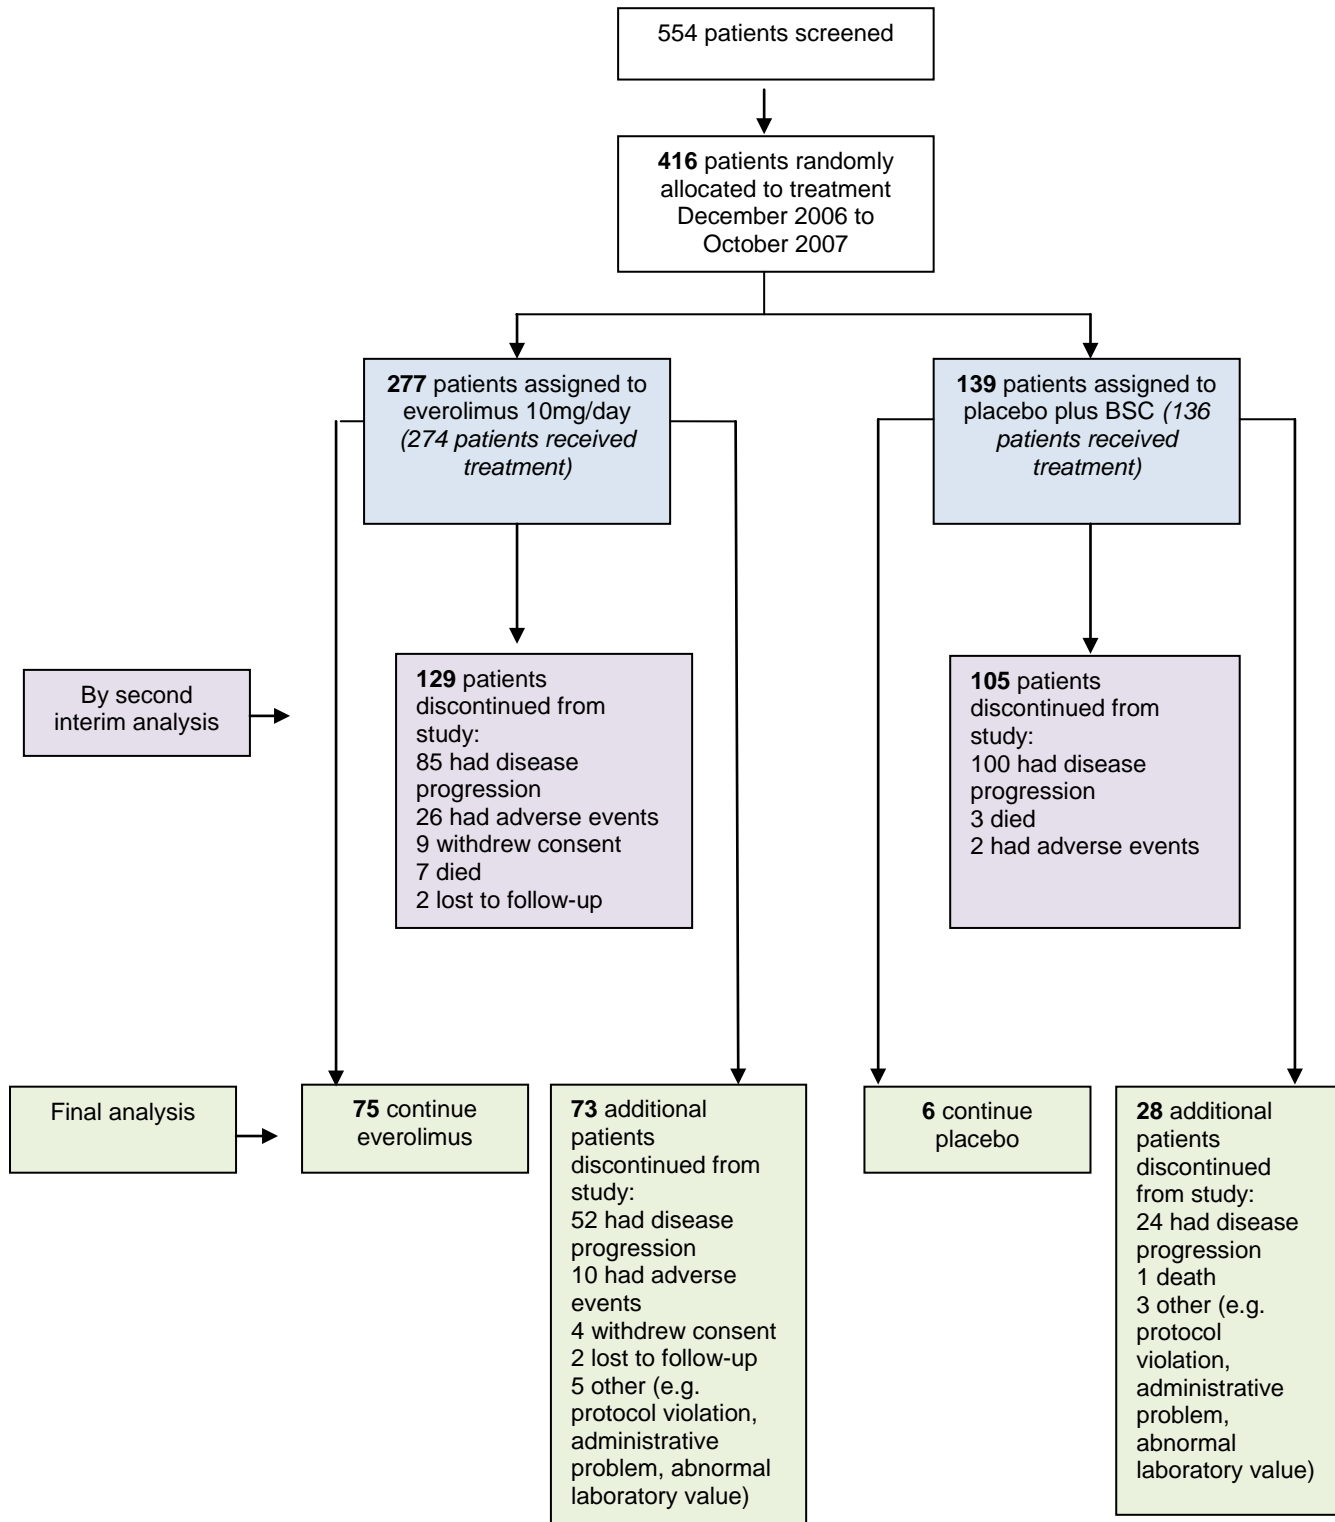 554 patients screened
416 patients randomly
allocated to treatment
December 2006 to
October 2007
277 patients assigned to
everolimus 10mg/day
(274 patients received
treatment)
139 patients assigned to
placebo plus BSC (136
patients received
treatment)
By second
interim analysis
129 patients
discontinued from
study:
85 had disease
progression
26 had adverse events
9 withdrew consent
7 died
2 lost to follow-up
105 patients
discontinued from
study:
100 had disease
progression
3 died
2 had adverse events
Final analysis
75 continue
everolimus
73 additional
patients
discontinued from
study:
52 had disease
progression
10 had adverse
events
4 withdrew consent
2 lost to follow-up
5 other (e.g.
protocol violation,
administrative
problem, abnormal
laboratory value)
6 continue
placebo
28 additional
patients
discontinued
from study:
24 had disease
progression
1 death
3 other (e.g.
protocol
violation,
administrative
problem,
abnormal
laboratory value)